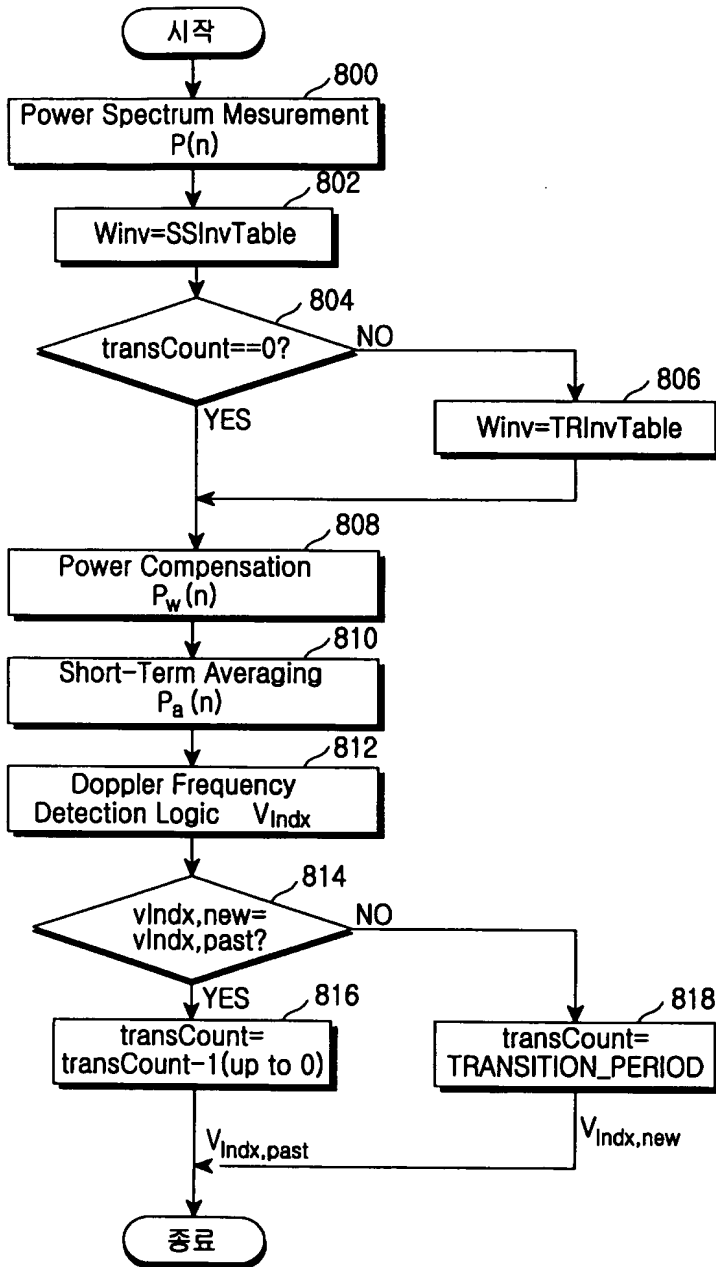 시작
800
Power Spectrum Mesurement
P(n)
802
Winv=SSInvTable
804
transCount==0?
NO
YES
806
Winv=TRInvTable
808
Power Compensation
Pw(n)
810
Short-Term Averaging
Pa(n)
812
Doppler Frequency
Detection Logic VIndx
814
vIndx,new=
vIndx,past?
NO
YES
816
transCount=
transCount-1(up to 0)
818
transCount=
TRANSITION_PERIOD
VIndx,past
VIndx,new
종료